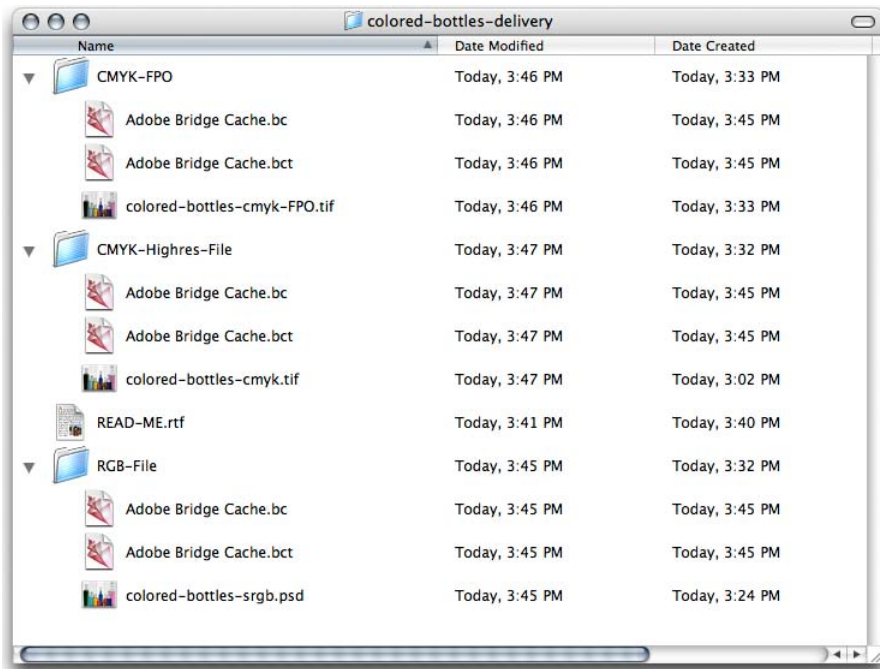 colored-bottles-delivery
Name Date Modified Date Created
CMYK-FPO Today, 3:46 PM Today, 3:33 PM
Adobe Bridge Cache.bc Today, 3:46 PM Today, 3:45 PM
Adobe Bridge Cache.bct Today, 3:46 PM Today, 3:45 PM
colored-bottles-cmyk-FPO.tif Today, 3:46 PM Today, 3:33 PM
CMYK-Highres-File Today, 3:47 PM Today, 3:32 PM
Adobe Bridge Cache.bc Today, 3:47 PM Today, 3:45 PM
Adobe Bridge Cache.bct Today, 3:47 PM Today, 3:45 PM
colored-bottles-cmyk.tif Today, 3:47 PM Today, 3:02 PM
READ-ME.rtf Today, 3:41 PM Today, 3:40 PM
RGB-File Today, 3:45 PM Today, 3:32 PM
Adobe Bridge Cache.bc Today, 3:45 PM Today, 3:45 PM
Adobe Bridge Cache.bct Today, 3:45 PM Today, 3:45 PM
colored-bottles-srgb.psd Today, 3:45 PM Today, 3:24 PM